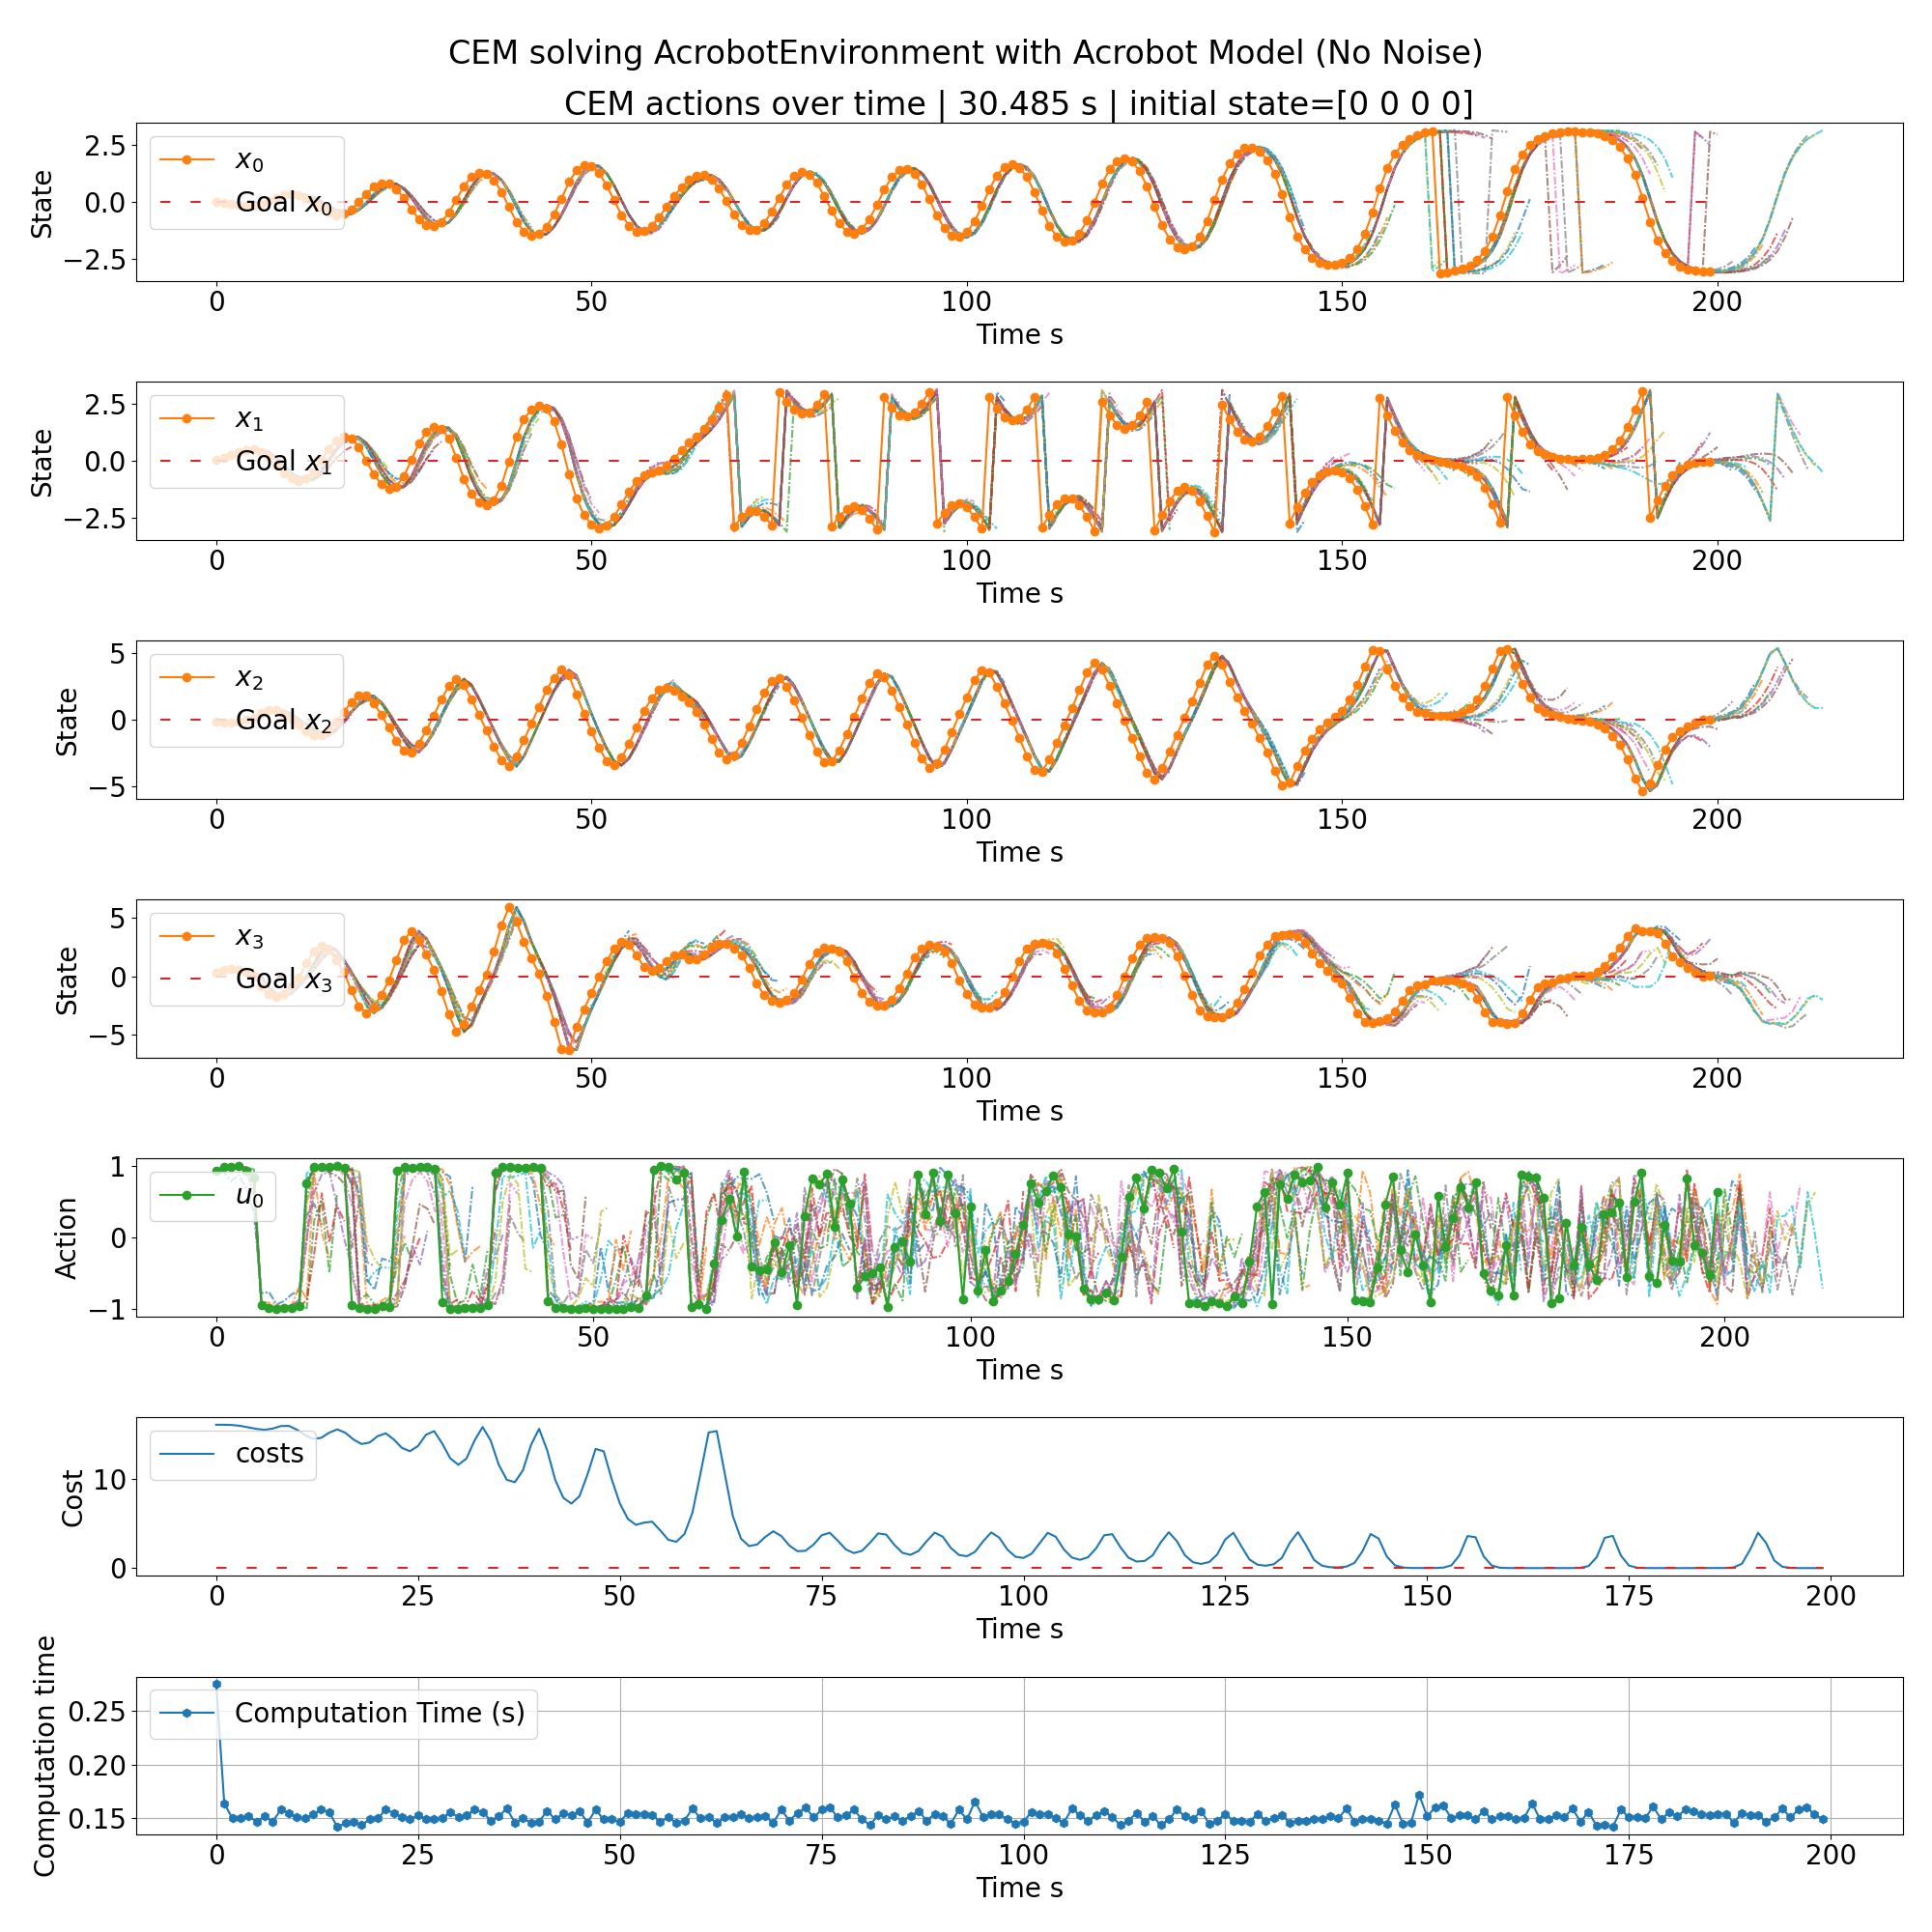 CEM solving AcrobotEnvironment with Acrobot Model (No Noise)
CEM actions over time | 30.485 s | initial state=[0 0 0 0]
State
2.5
0.0
−2.5
x0
Goal x0
0 50 100 150 200
Time s
State
2.5
0.0
−2.5
x1
Goal x1
0 50 100 150 200
Time s
State
5
0
−5
x2
Goal x2
0 50 100 150 200
Time s
State
5
0
−5
x3
Goal x3
0 50 100 150 200
Time s
Action
1
0
−1
u0
0 50 100 150 200
Time s
Cost
10
0
costs
0 25 50 75 100 125 150 175 200
Time s
Computation time
0.25
0.20
0.15
Computation Time (s)
0 25 50 75 100 125 150 175 200
Time s